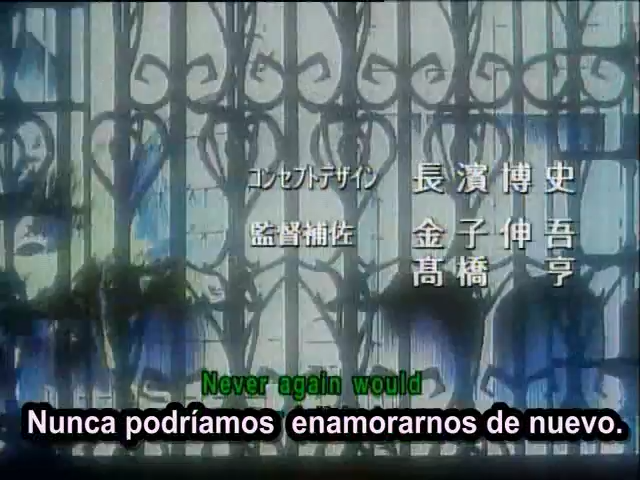 コンセプトデザイン 長濱博史
監督補佐 金子伸吾
髙橋 亨
Never again would
Nunca podríamos enamorarnos de nuevo.